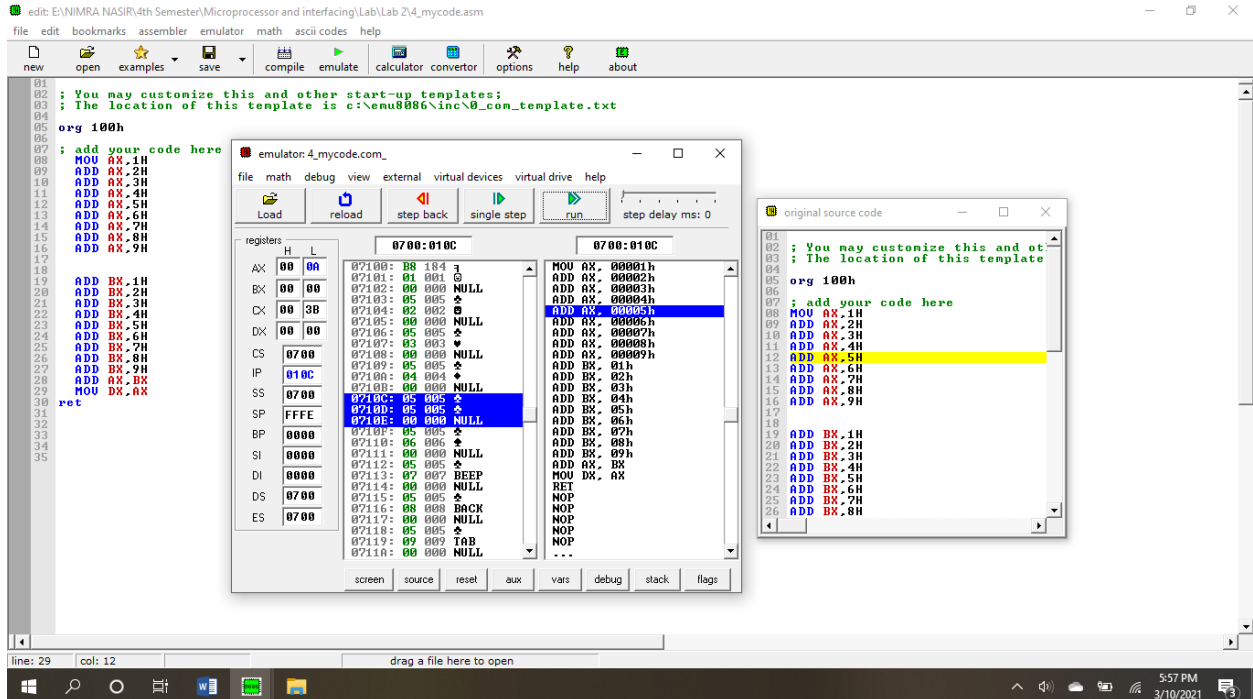 edit: E:\NIMRA NASIR\4th Semester\Microprocessor and interfacing\Lab\Lab 2\4_mycode.asm
file edit bookmarks assembler emulator math ascii codes help
new open examples save compile emulate calculator convertor options help about
01
02 ; You may customize this and other start-up templates;
03 ; The location of this template is c:\emu8086\inc\0_com_template.txt
04
05 org 100h
06
07 ; add your code here
08 MOV AX,1H
09 ADD AX,2H
10 ADD AX,3H
11 ADD AX,4H
12 ADD AX,5H
13 ADD AX,6H
14 ADD AX,7H
15 ADD AX,8H
16 ADD AX,9H
17
18
19 ADD BX,1H
20 ADD BX,2H
21 ADD BX,3H
22 ADD BX,4H
23 ADD BX,5H
24 ADD BX,6H
25 ADD BX,7H
26 ADD BX,8H
27 ADD BX,9H
28 ADD AX,BX
29 MOV DX,AX
30 ret
31
32
33
34
35
emulator: 4_mycode.com_
file math debug view external virtual devices virtual drive help
Load reload step back single step run step delay ms: 0
registers
H L
AX 00 0A
BX 00 00
CX 00 3B
DX 00 00
CS 0700
IP 010C
SS 0700
SP FFFE
BP 0000
SI 0000
DI 0000
DS 0700
ES 0700
0700:010C
07100: B8 184 ╕
07101: 01 001 ☺
07102: 00 000 NULL
07103: 05 005 ♣
07104: 02 002 ☻
07105: 00 000 NULL
07106: 05 005 ♣
07107: 03 003 ♥
07108: 00 000 NULL
07109: 05 005 ♣
0710A: 04 004 ♦
0710B: 00 000 NULL
0710C: 05 005 ♣
0710D: 05 005 ♣
0710E: 00 000 NULL
0710F: 05 005 ♣
07110: 06 006 ♠
07111: 00 000 NULL
07112: 05 005 ♣
07113: 07 007 BEEP
07114: 00 000 NULL
07115: 05 005 ♣
07116: 08 008 BACK
07117: 00 000 NULL
07118: 05 005 ♣
07119: 09 009 TAB
0711A: 00 000 NULL
0700:010C
MOV AX, 00001h
ADD AX, 00002h
ADD AX, 00003h
ADD AX, 00004h
ADD AX, 00005h
ADD AX, 00006h
ADD AX, 00007h
ADD AX, 00008h
ADD AX, 00009h
ADD BX, 01h
ADD BX, 02h
ADD BX, 03h
ADD BX, 04h
ADD BX, 05h
ADD BX, 06h
ADD BX, 07h
ADD BX, 08h
ADD BX, 09h
ADD AX, BX
MOV DX, AX
RET
NOP
NOP
NOP
NOP
...
screen source reset aux vars debug stack flags
original source code
01
02 ; You may customize this and ot
03 ; The location of this template
04
05 org 100h
06
07 ; add your code here
08 MOV AX,1H
09 ADD AX,2H
10 ADD AX,3H
11 ADD AX,4H
12 ADD AX,5H
13 ADD AX,6H
14 ADD AX,7H
15 ADD AX,8H
16 ADD AX,9H
17
18
19 ADD BX,1H
20 ADD BX,2H
21 ADD BX,3H
22 ADD BX,4H
23 ADD BX,5H
24 ADD BX,6H
25 ADD BX,7H
26 ADD BX,8H
line: 29 col: 12 drag a file here to open
5:57 PM
3/10/2021
3